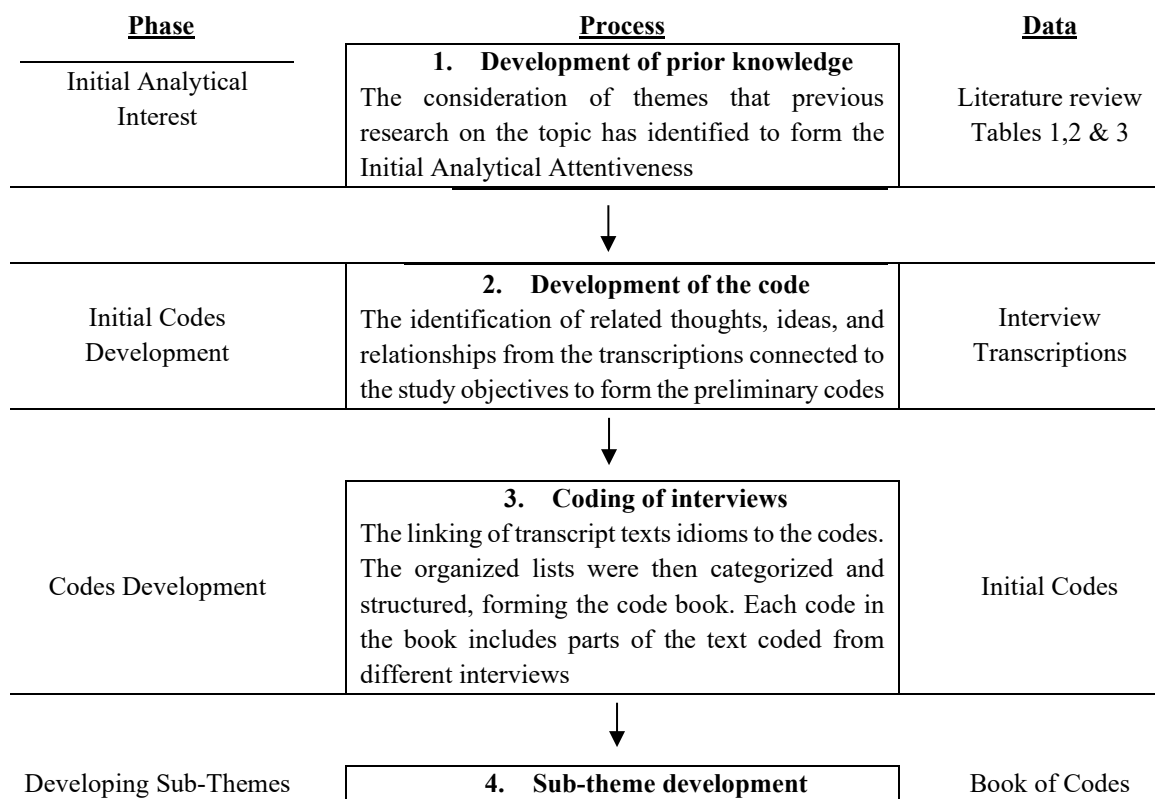 Phase Process Data
1. Development of prior knowledge
Initial Analytical
Interest
The consideration of themes that previous
research on the topic has identified to form the
Initial Analytical Attentiveness
Literature review
Tables 1,2 & 3
2. Development of the code
Initial Codes
Development
The identification of related thoughts, ideas, and
relationships from the transcriptions connected to
the study objectives to form the preliminary codes
Interview
Transcriptions
3. Coding of interviews
Codes Development
The linking of transcript texts idioms to the codes.
The organized lists were then categorized and
structured, forming the code book. Each code in
the book includes parts of the text coded from
different interviews
Initial Codes
Developing Sub-Themes
4. Sub-theme development
Book of Codes